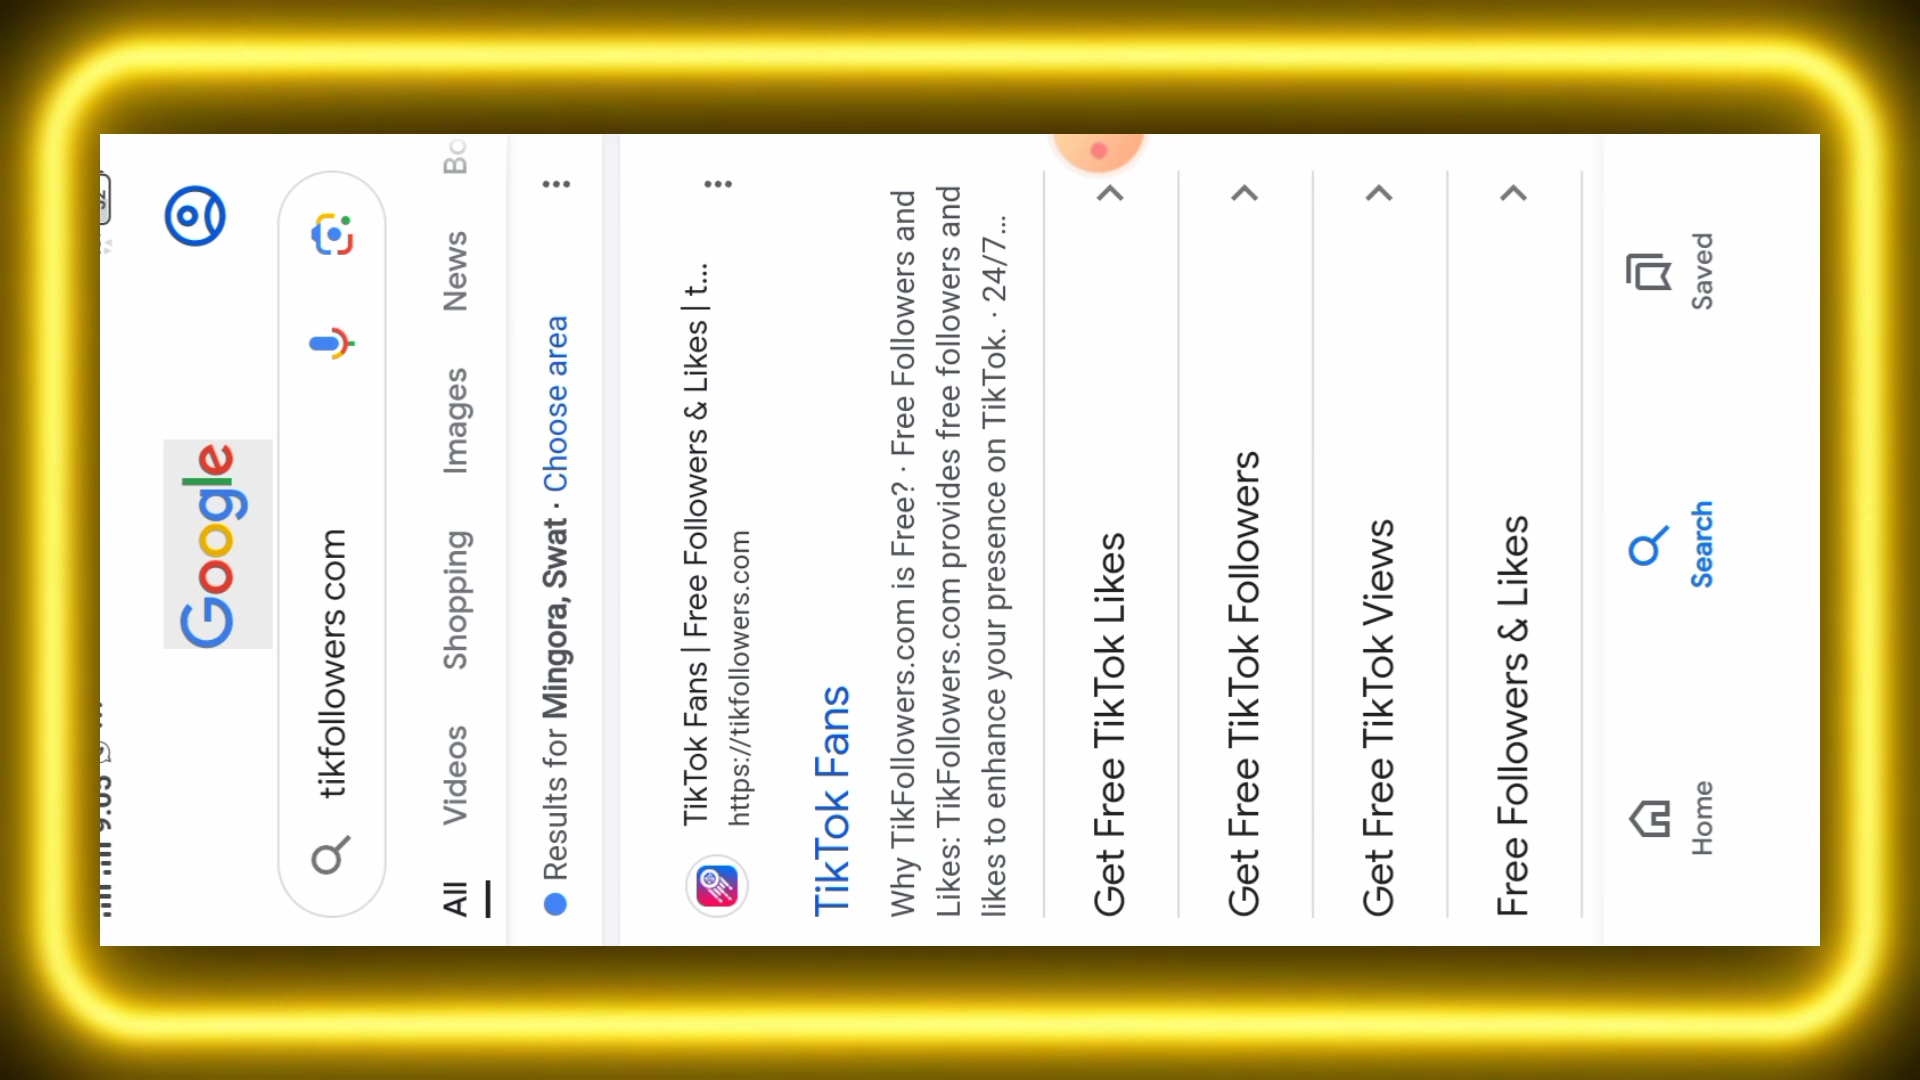 Google
tikfollowers com
All Videos Shopping Images News Bo
Results for Mingora, Swat · Choose area
TikTok Fans | Free Followers & Likes | t...
https://tikfollowers.com
TikTok Fans
Why TikFollowers.com is Free? · Free Followers and
Likes: TikFollowers.com provides free followers and
likes to enhance your presence on TikTok. · 24/7...
Get Free TikTok Likes
Get Free TikTok Followers
Get Free TikTok Views
Free Followers & Likes
Home Search Saved